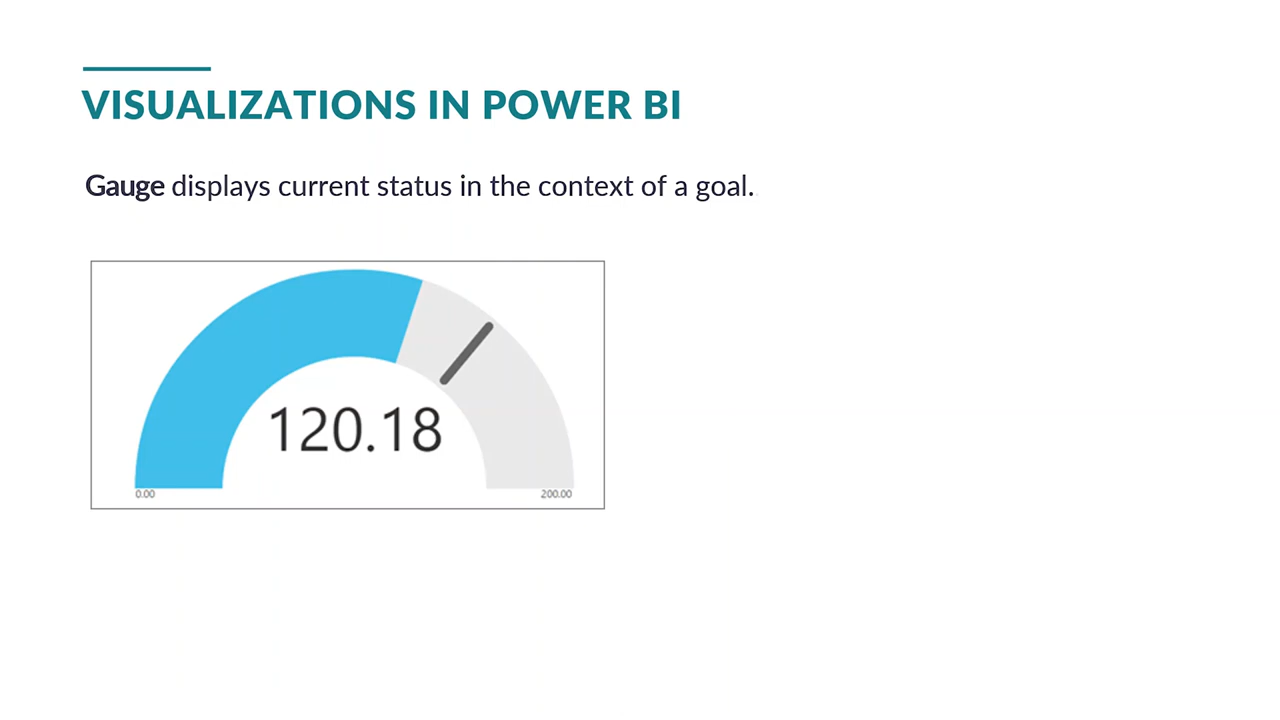 VISUALIZATIONS IN POWER BI
Gauge displays current status in the context of a goal.
120.18
0.00
200.00